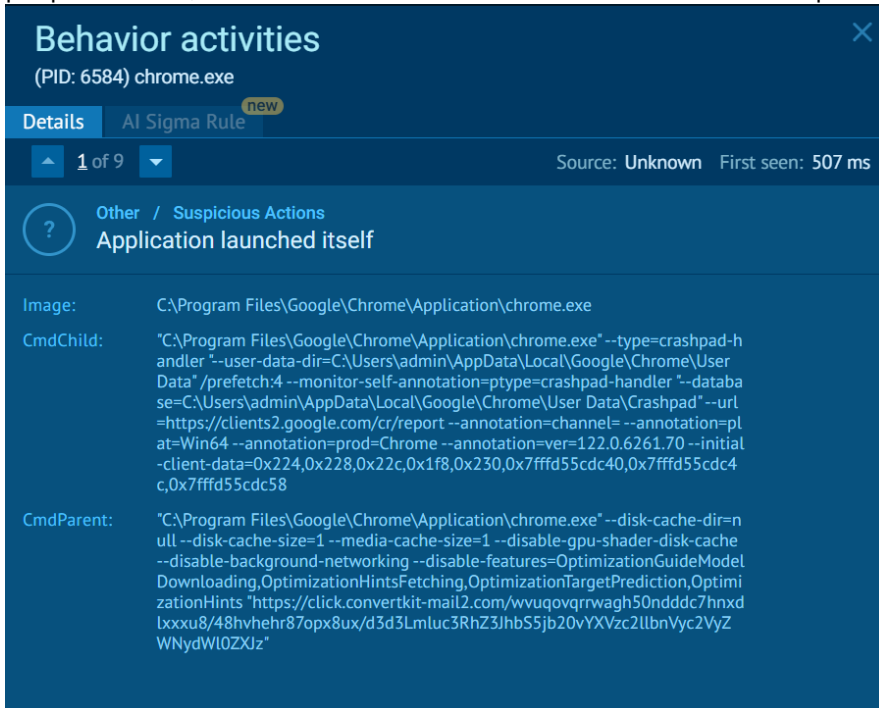 Behavior activities
(PID: 6584) chrome.exe
Details AI Sigma Rule new
1 of 9 Source: Unknown First seen: 507 ms
Other / Suspicious Actions
? Application launched itself
Image: C:\Program Files\Google\Chrome\Application\chrome.exe
CmdChild: "C:\Program Files\Google\Chrome\Application\chrome.exe" --type=crashpad-h
andler "--user-data-dir=C:\Users\admin\AppData\Local\Google\Chrome\User
Data" /prefetch:4 --monitor-self-annotation=ptype=crashpad-handler "--databa
se=C:\Users\admin\AppData\Local\Google\Chrome\User Data\Crashpad" --url
=https://clients2.google.com/cr/report --annotation=channel= --annotation=pl
at=Win64 --annotation=prod=Chrome --annotation=ver=122.0.6261.70 --initial
-client-data=0x224,0x228,0x22c,0x1f8,0x230,0x7fffd55cdc40,0x7fffd55cdc4
c,0x7fffd55cdc58
CmdParent: "C:\Program Files\Google\Chrome\Application\chrome.exe" --disk-cache-dir=n
ull --disk-cache-size=1 --media-cache-size=1 --disable-gpu-shader-disk-cache
--disable-background-networking --disable-features=OptimizationGuideModel
Downloading,OptimizationHintsFetching,OptimizationTargetPrediction,Optimi
zationHints "https://click.convertkit-mail2.com/wvuqovqrrwagh50ndddc7hnxd
lxxxu8/48hvhehr87opx8ux/d3d3Lmluc3RhZ3JhbS5jb20vYXVzc2llbnVyc2VyZ
WNydWl0ZXJz"